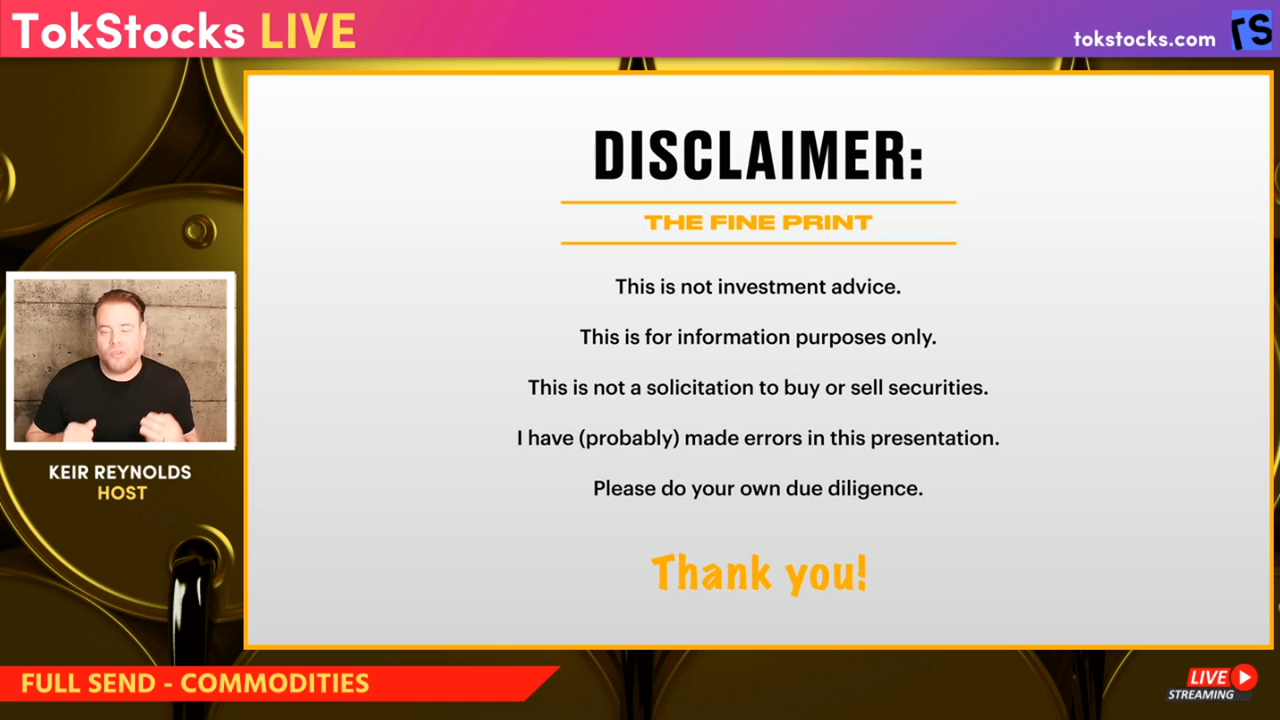 TokStocks LIVE
tokstocks.com
TS
DISCLAIMER:
THE FINE PRINT
This is not investment advice.
This is for information purposes only.
This is not a solicitation to buy or sell securities.
I have (probably) made errors in this presentation.
Please do your own due diligence.
Thank you!
KEIR REYNOLDS
HOST
FULL SEND - COMMODITIES
LIVE
STREAMING